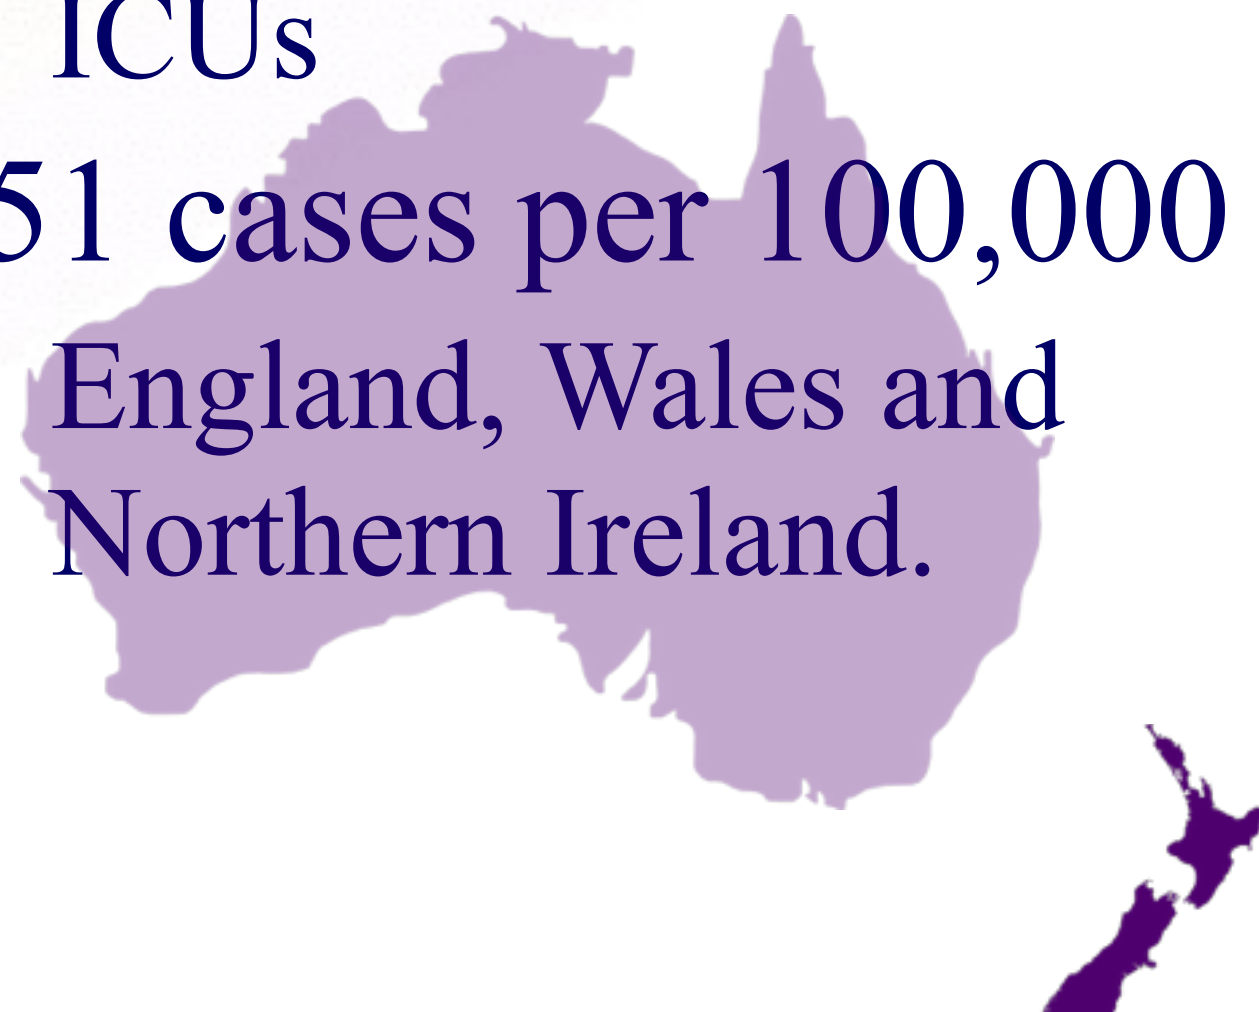 ICUs
51 cases per 100,000
England, Wales and
Northern Ireland.